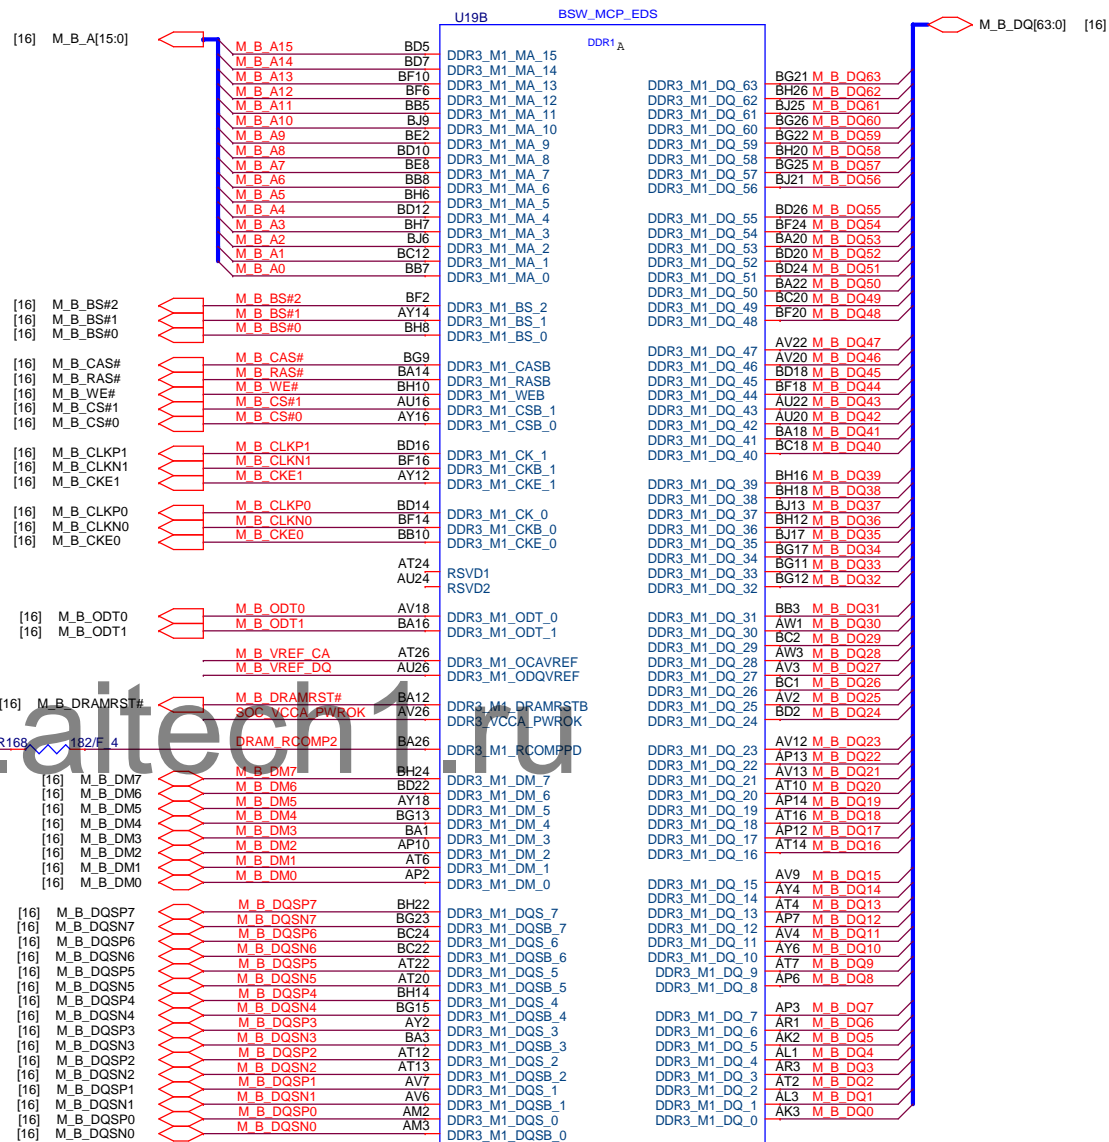 U19B BSW_MCP_EDS
DDR1 A
[16] M_B_A[15:0]
M_B_DQ[63:0] [16]
M_B_A15 BD5 DDR3_M1_MA_15
M_B_A14 BD7 DDR3_M1_MA_14
M_B_A13 BF10 DDR3_M1_MA_13
M_B_A12 BF6 DDR3_M1_MA_12
M_B_A11 BB5 DDR3_M1_MA_11
M_B_A10 BJ9 DDR3_M1_MA_10
M_B_A9 BE2 DDR3_M1_MA_9
M_B_A8 BD10 DDR3_M1_MA_8
M_B_A7 BE8 DDR3_M1_MA_7
M_B_A6 BB8 DDR3_M1_MA_6
M_B_A5 BH6 DDR3_M1_MA_5
M_B_A4 BD12 DDR3_M1_MA_4
M_B_A3 BH7 DDR3_M1_MA_3
M_B_A2 BJ6 DDR3_M1_MA_2
M_B_A1 BC12 DDR3_M1_MA_1
M_B_A0 BB7 DDR3_M1_MA_0
[16] M_B_BS#2 M_B_BS#2 BF2 DDR3_M1_BS_2
[16] M_B_BS#1 M_B_BS#1 AY14 DDR3_M1_BS_1
[16] M_B_BS#0 M_B_BS#0 BH8 DDR3_M1_BS_0
[16] M_B_CAS# M_B_CAS# BG9 DDR3_M1_CASB
[16] M_B_RAS# M_B_RAS# BA14 DDR3_M1_RASB
[16] M_B_WE# M_B_WE# BH10 DDR3_M1_WEB
[16] M_B_CS#1 M_B_CS#1 AU16 DDR3_M1_CSB_1
[16] M_B_CS#0 M_B_CS#0 AY16 DDR3_M1_CSB_0
[16] M_B_CLKP1 M_B_CLKP1 BD16 DDR3_M1_CK_1
[16] M_B_CLKN1 M_B_CLKN1 BF16 DDR3_M1_CKB_1
[16] M_B_CKE1 M_B_CKE1 AY12 DDR3_M1_CKE_1
[16] M_B_CLKP0 M_B_CLKP0 BD14 DDR3_M1_CK_0
[16] M_B_CLKN0 M_B_CLKN0 BF14 DDR3_M1_CKB_0
[16] M_B_CKE0 M_B_CKE0 BB10 DDR3_M1_CKE_0
AT24 RSVD1
AU24 RSVD2
[16] M_B_ODT0 M_B_ODT0 AV18 DDR3_M1_ODT_0
[16] M_B_ODT1 M_B_ODT1 BA16 DDR3_M1_ODT_1
M_B_VREF_CA AT26 DDR3_M1_OCAVREF
M_B_VREF_DQ AU26 DDR3_M1_ODQVREF
[16] M_B_DRAMRST# M_B_DRAMRST# BA12 DDR3_M1_DRAMRSTB
SOC_VCCA_PWROK AV26 DDR3_VCCA_PWROK
R168 182/F_4 DRAM_RCOMP2 BA26 DDR3_M1_RCOMPPD
.aitech1.ru
[16] M_B_DM7 M_B_DM7 BH24 DDR3_M1_DM_7
[16] M_B_DM6 M_B_DM6 BD22 DDR3_M1_DM_6
[16] M_B_DM5 M_B_DM5 AY18 DDR3_M1_DM_5
[16] M_B_DM4 M_B_DM4 BG13 DDR3_M1_DM_4
[16] M_B_DM3 M_B_DM3 BA1 DDR3_M1_DM_3
[16] M_B_DM2 M_B_DM2 AP10 DDR3_M1_DM_2
[16] M_B_DM1 M_B_DM1 AT6 DDR3_M1_DM_1
[16] M_B_DM0 M_B_DM0 AP2 DDR3_M1_DM_0
[16] M_B_DQSP7 M_B_DQSP7 BH22 DDR3_M1_DQS_7
[16] M_B_DQSN7 M_B_DQSN7 BG23 DDR3_M1_DQSB_7
[16] M_B_DQSP6 M_B_DQSP6 BC24 DDR3_M1_DQS_6
[16] M_B_DQSN6 M_B_DQSN6 BC22 DDR3_M1_DQSB_6
[16] M_B_DQSP5 M_B_DQSP5 AT22 DDR3_M1_DQS_5
[16] M_B_DQSN5 M_B_DQSN5 AT20 DDR3_M1_DQSB_5
[16] M_B_DQSP4 M_B_DQSP4 BH14 DDR3_M1_DQS_4
[16] M_B_DQSN4 M_B_DQSN4 BG15 DDR3_M1_DQSB_4
[16] M_B_DQSP3 M_B_DQSP3 AY2 DDR3_M1_DQS_3
[16] M_B_DQSN3 M_B_DQSN3 BA3 DDR3_M1_DQSB_3
[16] M_B_DQSP2 M_B_DQSP2 AT12 DDR3_M1_DQS_2
[16] M_B_DQSN2 M_B_DQSN2 AT13 DDR3_M1_DQSB_2
[16] M_B_DQSP1 M_B_DQSP1 AV7 DDR3_M1_DQS_1
[16] M_B_DQSN1 M_B_DQSN1 AV6 DDR3_M1_DQSB_1
[16] M_B_DQSP0 M_B_DQSP0 AM2 DDR3_M1_DQS_0
[16] M_B_DQSN0 M_B_DQSN0 AM3 DDR3_M1_DQSB_0
DDR3_M1_DQ_63 BG21 M_B_DQ63
DDR3_M1_DQ_62 BH26 M_B_DQ62
DDR3_M1_DQ_61 BJ25 M_B_DQ61
DDR3_M1_DQ_60 BG26 M_B_DQ60
DDR3_M1_DQ_59 BG22 M_B_DQ59
DDR3_M1_DQ_58 BH20 M_B_DQ58
DDR3_M1_DQ_57 BG25 M_B_DQ57
DDR3_M1_DQ_56 BJ21 M_B_DQ56
DDR3_M1_DQ_55 BD26 M_B_DQ55
DDR3_M1_DQ_54 BF24 M_B_DQ54
DDR3_M1_DQ_53 BA20 M_B_DQ53
DDR3_M1_DQ_52 BD20 M_B_DQ52
DDR3_M1_DQ_51 BD24 M_B_DQ51
DDR3_M1_DQ_50 BA22 M_B_DQ50
DDR3_M1_DQ_49 BC20 M_B_DQ49
DDR3_M1_DQ_48 BF20 M_B_DQ48
DDR3_M1_DQ_47 AV22 M_B_DQ47
DDR3_M1_DQ_46 AV20 M_B_DQ46
DDR3_M1_DQ_45 BD18 M_B_DQ45
DDR3_M1_DQ_44 BF18 M_B_DQ44
DDR3_M1_DQ_43 AU22 M_B_DQ43
DDR3_M1_DQ_42 AU20 M_B_DQ42
DDR3_M1_DQ_41 BA18 M_B_DQ41
DDR3_M1_DQ_40 BC18 M_B_DQ40
DDR3_M1_DQ_39 BH16 M_B_DQ39
DDR3_M1_DQ_38 BH18 M_B_DQ38
DDR3_M1_DQ_37 BJ13 M_B_DQ37
DDR3_M1_DQ_36 BH12 M_B_DQ36
DDR3_M1_DQ_35 BJ17 M_B_DQ35
DDR3_M1_DQ_34 BG17 M_B_DQ34
DDR3_M1_DQ_33 BG11 M_B_DQ33
DDR3_M1_DQ_32 BG12 M_B_DQ32
DDR3_M1_DQ_31 BB3 M_B_DQ31
DDR3_M1_DQ_30 AW1 M_B_DQ30
DDR3_M1_DQ_29 BC2 M_B_DQ29
DDR3_M1_DQ_28 AW3 M_B_DQ28
DDR3_M1_DQ_27 AV3 M_B_DQ27
DDR3_M1_DQ_26 BC1 M_B_DQ26
DDR3_M1_DQ_25 AV2 M_B_DQ25
DDR3_M1_DQ_24 BD2 M_B_DQ24
DDR3_M1_DQ_23 AV12 M_B_DQ23
DDR3_M1_DQ_22 AP13 M_B_DQ22
DDR3_M1_DQ_21 AV13 M_B_DQ21
DDR3_M1_DQ_20 AT10 M_B_DQ20
DDR3_M1_DQ_19 AP14 M_B_DQ19
DDR3_M1_DQ_18 AT16 M_B_DQ18
DDR3_M1_DQ_17 AP12 M_B_DQ17
DDR3_M1_DQ_16 AT14 M_B_DQ16
DDR3_M1_DQ_15 AV9 M_B_DQ15
DDR3_M1_DQ_14 AY4 M_B_DQ14
DDR3_M1_DQ_13 AT4 M_B_DQ13
DDR3_M1_DQ_12 AP7 M_B_DQ12
DDR3_M1_DQ_11 AV4 M_B_DQ11
DDR3_M1_DQ_10 AY6 M_B_DQ10
DDR3_M1_DQ_9 AT7 M_B_DQ9
DDR3_M1_DQ_8 AP6 M_B_DQ8
DDR3_M1_DQ_7 AP3 M_B_DQ7
DDR3_M1_DQ_6 AR1 M_B_DQ6
DDR3_M1_DQ_5 AK2 M_B_DQ5
DDR3_M1_DQ_4 AL1 M_B_DQ4
DDR3_M1_DQ_3 AR3 M_B_DQ3
DDR3_M1_DQ_2 AT2 M_B_DQ2
DDR3_M1_DQ_1 AL3 M_B_DQ1
DDR3_M1_DQ_0 AK3 M_B_DQ0